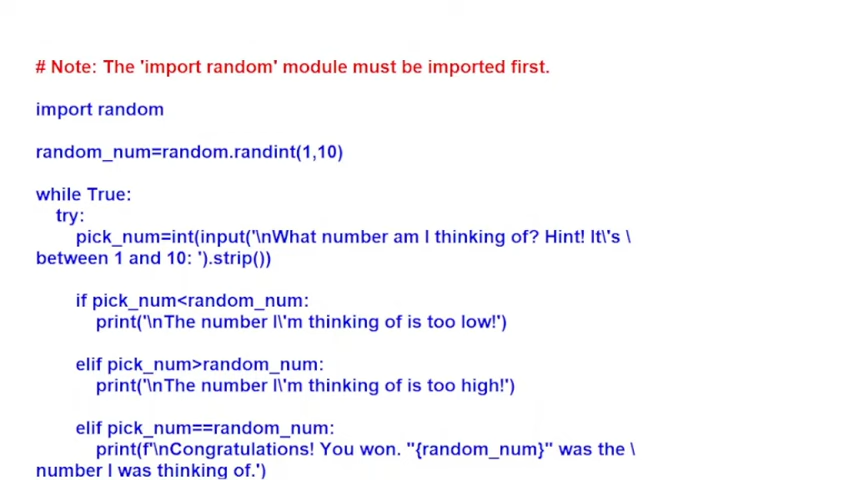 # Note: The 'import random' module must be imported first.
import random
random_num=random.randint(1,10)
while True:
try:
pick_num=int(input('\nWhat number am I thinking of? Hint! It\'s \
between 1 and 10: ').strip())
if pick_num<random_num:
print('\nThe number I\'m thinking of is too low!')
elif pick_num>random_num:
print('\nThe number I\'m thinking of is too high!')
elif pick_num==random_num:
print(f'\nCongratulations! You won. "{random_num}" was the \
number I was thinking of.')